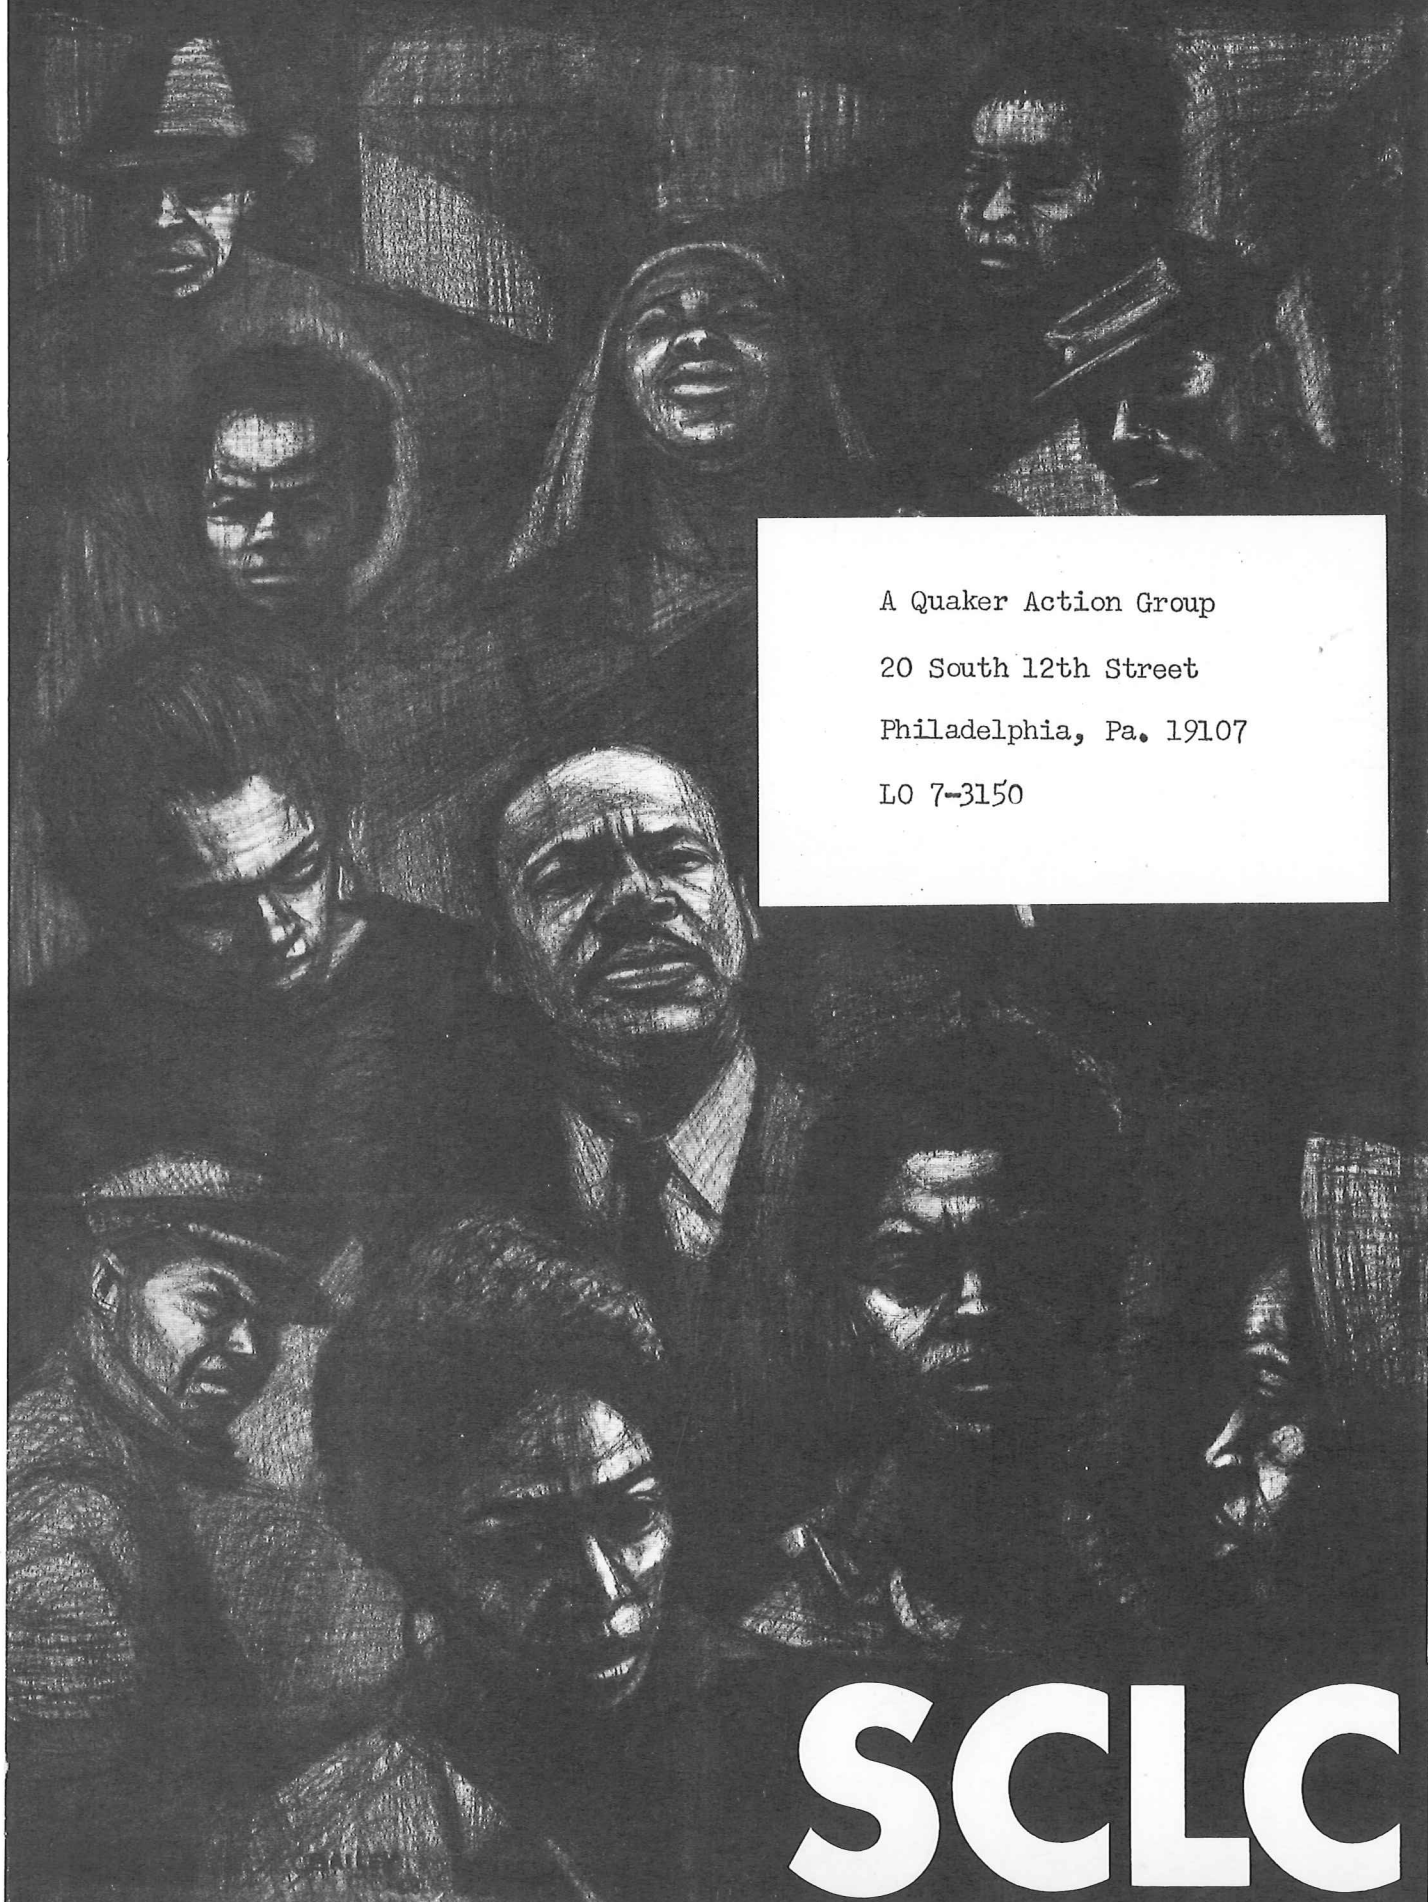 A Quaker Action Group
20 South 12th Street
Philadelphia, Pa. 19107
LO 7-3150
SCLC